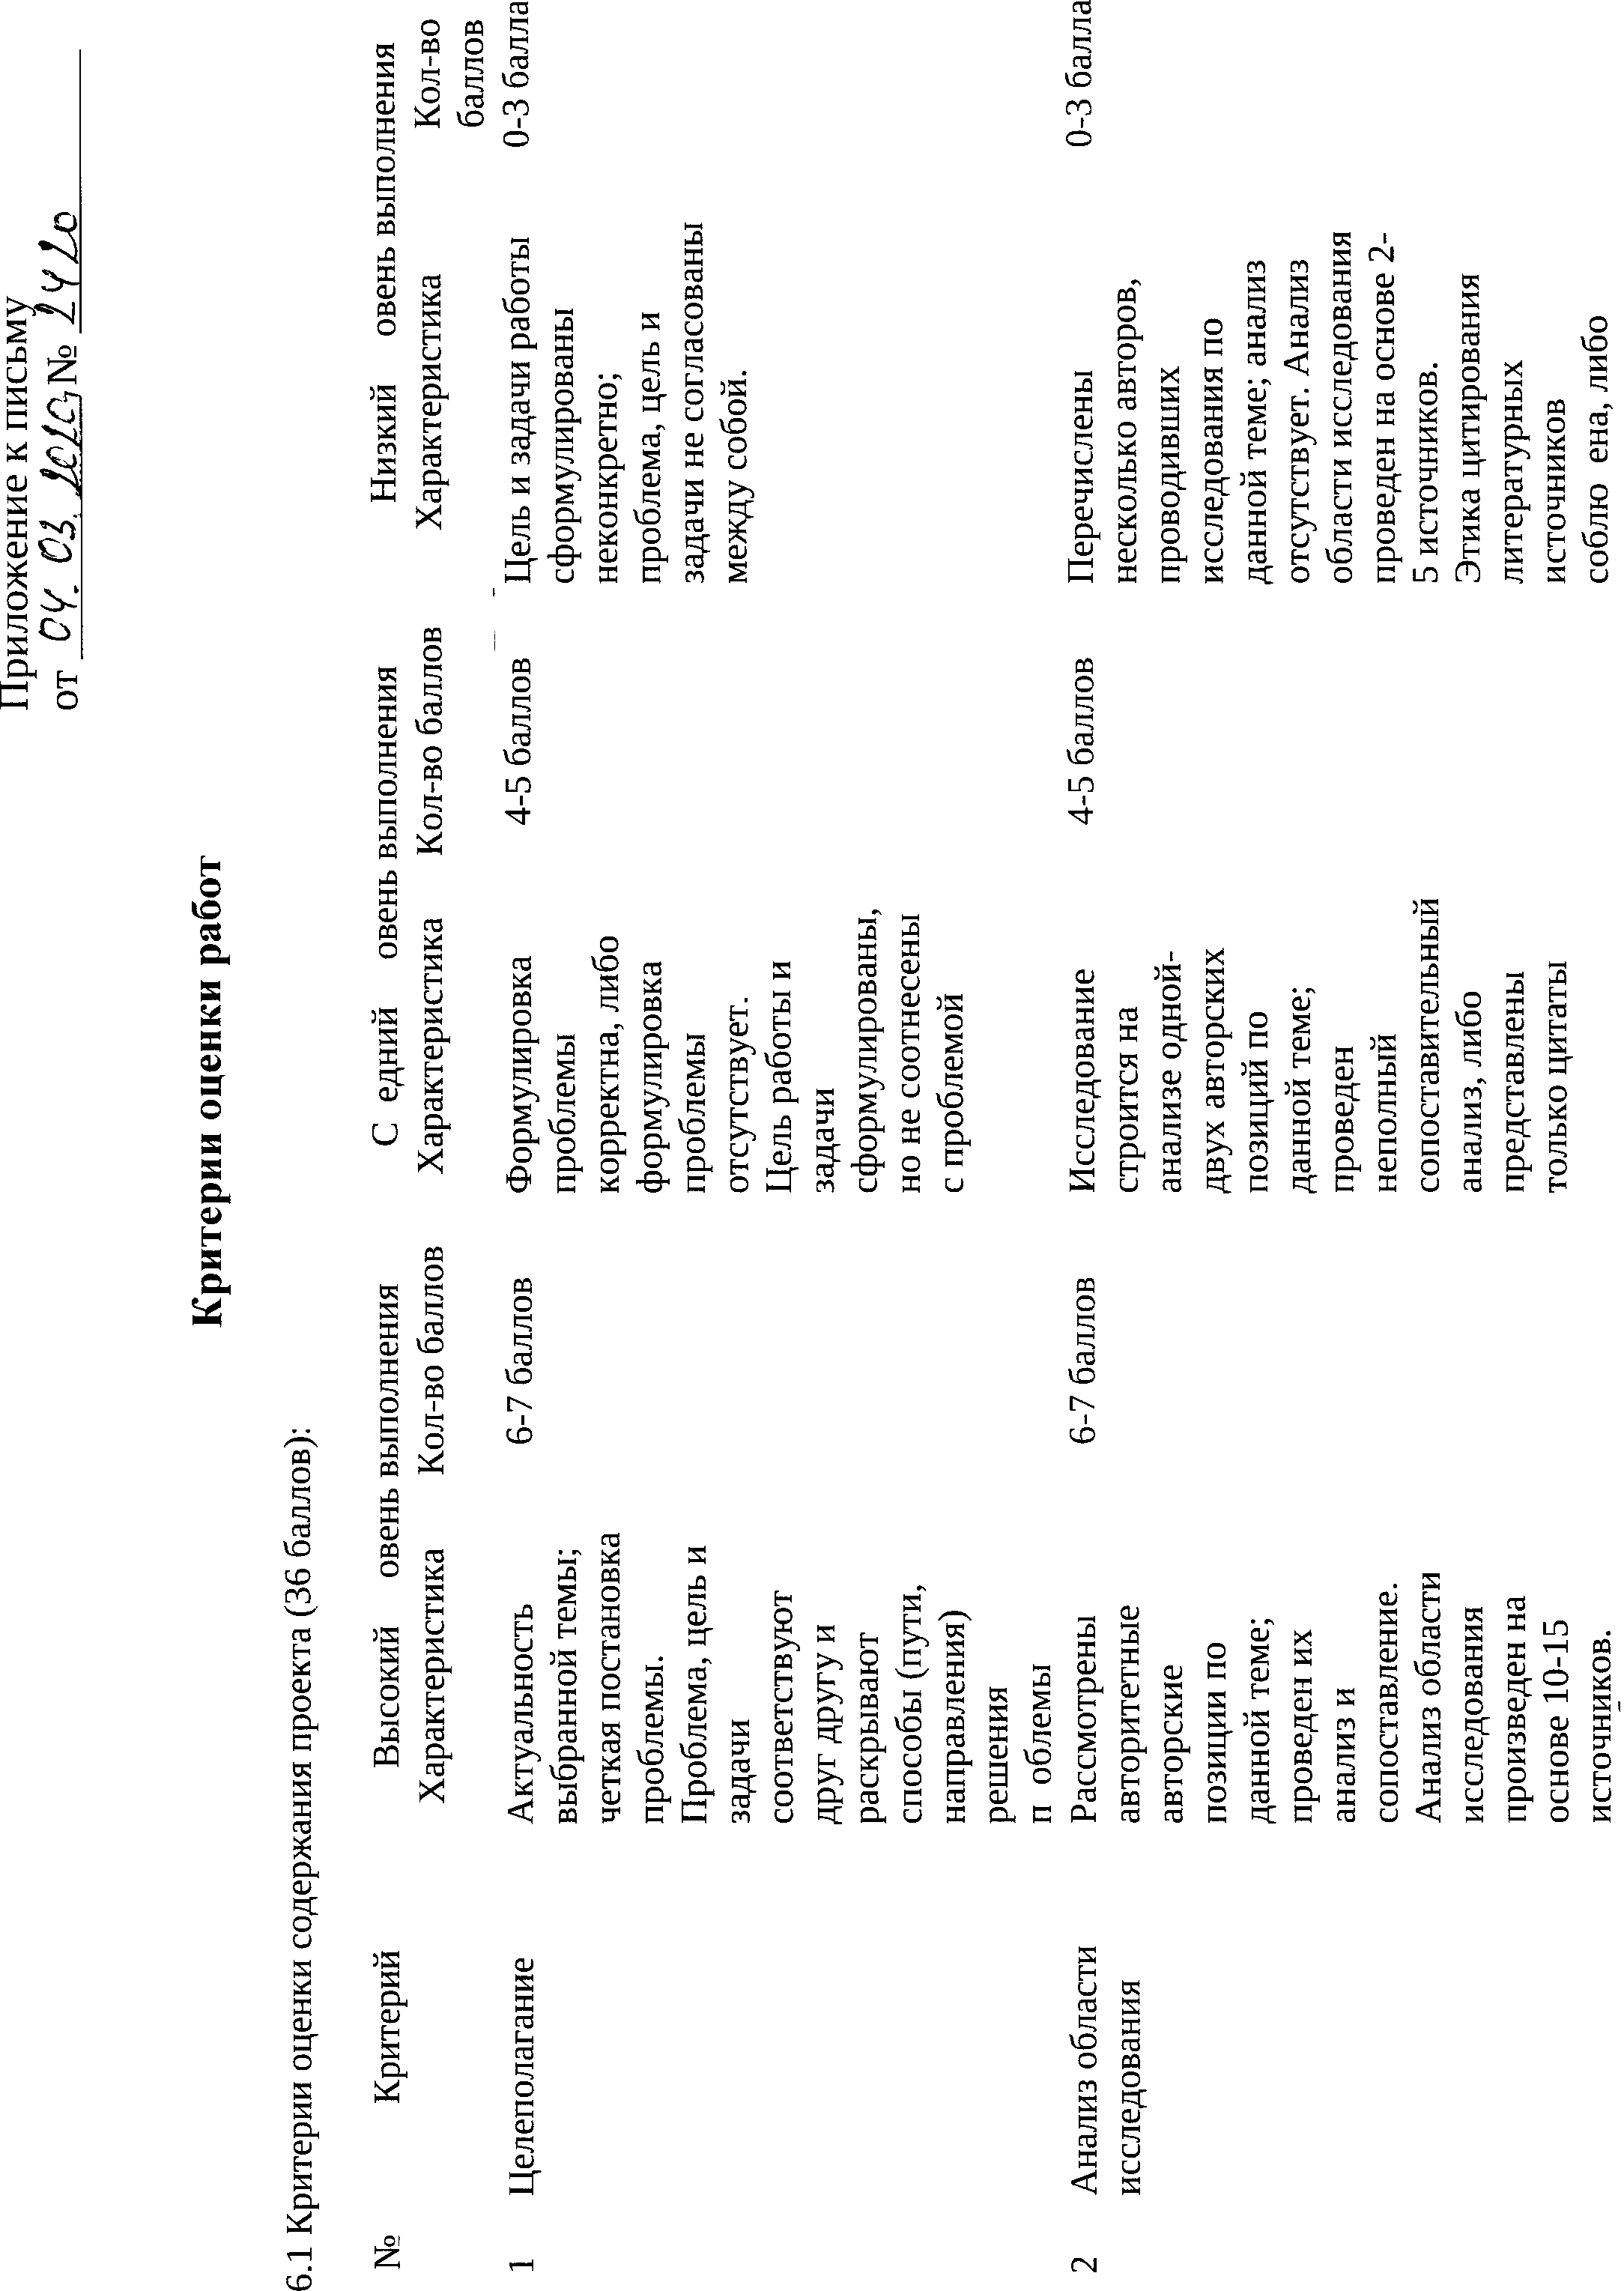 Приложение к письму
от 04. 03. № 2420
Критерии оценки работ
6.1 Критерии оценки содержания проекта (36 баллов):
№ Критерий Высокий овень выполнения С едний овень выполнения Низкий овень выполнения
Характеристика Кол-во баллов Характеристика Кол-во баллов Характеристика Кол-во
баллов
1 Целеполагание Актуальность 6-7 баллов Формулировка 4-5 баллов Цель и задачи работы 0-3 балла
выбранной темы; проблемы сформулированы
четкая постановка корректна, либо неконкретно;
проблемы. формулировка проблема, цель и
Проблема, цель и проблемы задачи не согласованы
задачи отсутствует. между собой.
соответствуют Цель работы и
друг другу и задачи
раскрывают сформулированы,
способы (пути, но не соотнесены
направления) с проблемой
решения
п облемы
2 Анализ области Рассмотрены 6-7 баллов Исследование 4-5 баллов Перечислены 0-3 балла
исследования авторитетные строится на несколько авторов,
авторские анализе одной- проводивших
позиции по двух авторских исследования по
данной теме; позиций по данной теме; анализ
проведен их данной теме; отсутствует. Анализ
анализ и проведен области исследования
сопоставление. неполный проведен на основе 2-
Анализ области сопоставительный 5 источников.
исследования анализ, либо Этика цитирования
произведен на представлены литературных
основе 10-15 только цитаты источников
источников. соблю ена, либо